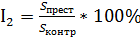 I₂ = Sпрест / Sконтр * 100%